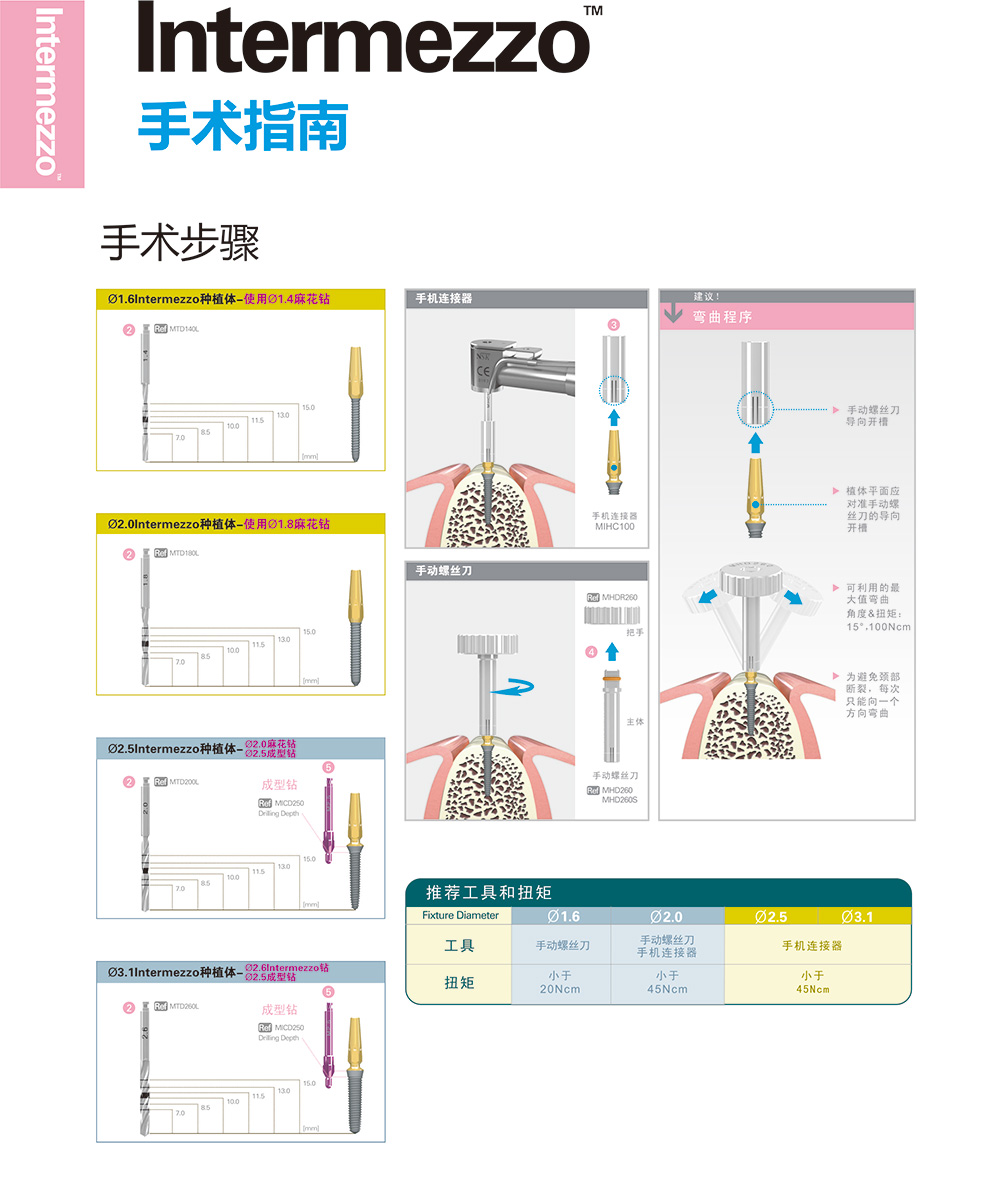 Intermezzo™
Intermezzo™
手术指南
手术步骤
Ø1.6Intermezzo种植体-使用Ø1.4麻花钻
2
Ref MTD140L
1.4
15.0
13.0
11.5
10.0
8.5
7.0
[mm]
Ø2.0Intermezzo种植体-使用Ø1.8麻花钻
2
Ref MTD180L
1.8
15.0
13.0
11.5
10.0
8.5
7.0
[mm]
Ø2.5Intermezzo种植体-Ø2.0麻花钻
Ø2.5成型钻
2
Ref MTD200L
2.0
成型钻
5
Ref MICD250
Drilling Depth
15.0
13.0
11.5
10.0
8.5
7.0
[mm]
Ø3.1Intermezzo种植体-Ø2.6Intermezzo钻
Ø2.5成型钻
2
Ref MTD260L
2.6
成型钻
5
Ref MICD250
Drilling Depth
15.0
13.0
11.5
10.0
8.5
7.0
[mm]
手机连接器
3
NSK
CE
手机连接器
MIHC100
手动螺丝刀
Ref MHDR260
把手
4
主体
手动螺丝刀
Ref MHD260
MHD260S
建议！
弯曲程序
手动螺丝刀
导向开槽
植体平面应
对准手动螺
丝刀的导向
开槽
可利用的最
大值弯曲
角度&扭矩：
15°,100Ncm
为避免颈部
断裂，每次
只能向一个
方向弯曲
推荐工具和扭矩
Fixture Diameter Ø1.6 Ø2.0 Ø2.5 Ø3.1
工具 手动螺丝刀 手动螺丝刀 手机连接器
手机连接器
扭矩 小于 小于 小于
20Ncm 45Ncm 45Ncm